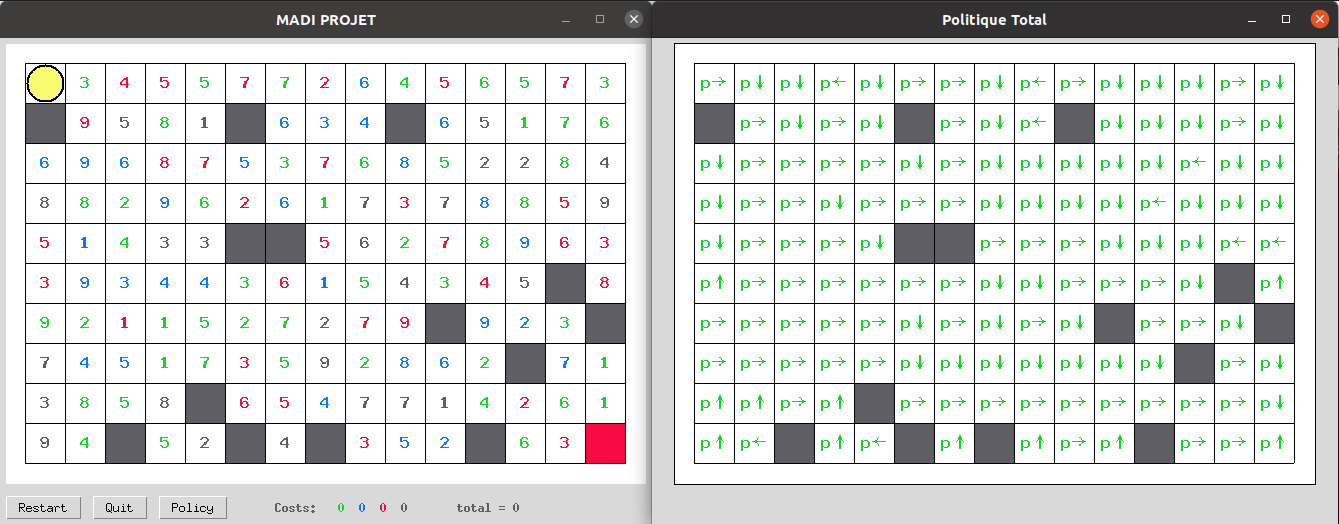 MADI PROJET
Politique Total
3 4 5 5 7 7 2 6 4 5 6 5 7 3
9 5 8 1 6 3 4 6 5 1 7 6
6 9 6 8 7 5 3 7 6 8 5 2 2 8 4
8 8 2 9 6 2 6 1 7 3 7 8 8 5 9
5 1 4 3 3 5 6 2 7 8 9 6 3
3 9 3 4 4 3 6 1 5 4 3 4 5 8
9 2 1 1 5 2 7 2 7 9 9 2 3
7 4 5 1 7 3 5 9 2 8 6 2 7 1
3 8 5 8 6 5 4 7 7 1 4 2 6 1
9 4 5 2 4 3 5 2 6 3
p→ p↓ p↓ p← p↓ p→ p→ p↓ p← p→ p↓ p↓ p↓ p→ p↓
p→ p↓ p→ p↓ p→ p↓ p← p↓ p↓ p↓ p→ p↓
p↓ p→ p→ p→ p→ p↓ p→ p↓ p↓ p↓ p↓ p↓ p← p↓ p↓
p↓ p→ p→ p↓ p→ p→ p→ p↓ p↓ p↓ p↓ p← p↓ p↓ p↓
p↓ p→ p→ p→ p↓ p→ p→ p→ p↓ p↓ p↓ p← p←
p↑ p→ p→ p→ p→ p→ p→ p→ p↓ p→ p→ p→ p↓ p↑
p→ p→ p→ p→ p→ p↓ p→ p↓ p→ p↓ p→ p→ p↓
p→ p→ p→ p→ p→ p↓ p↓ p↓ p↓ p↓ p↓ p↓ p→ p↓
p↑ p↑ p→ p↑ p→ p→ p→ p→ p→ p→ p→ p→ p→ p↓
p↑ p← p↑ p← p↑ p↑ p→ p↑ p→ p→ p↑
Restart Quit Policy Costs: 0 0 0 0 total = 0